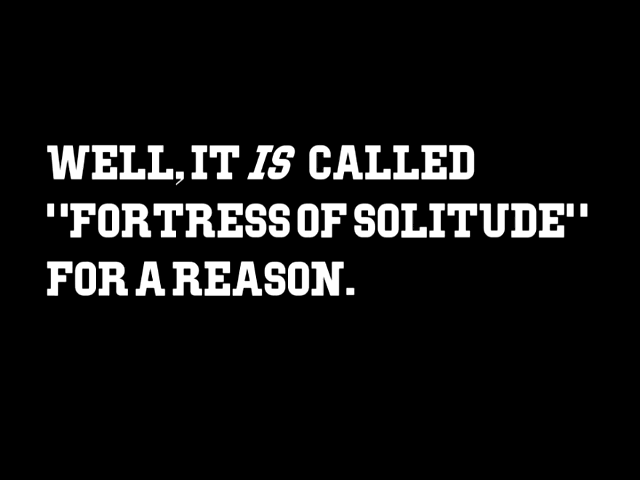 WELL, IT IS CALLED
"FORTRESS OF SOLITUDE"
FOR A REASON.